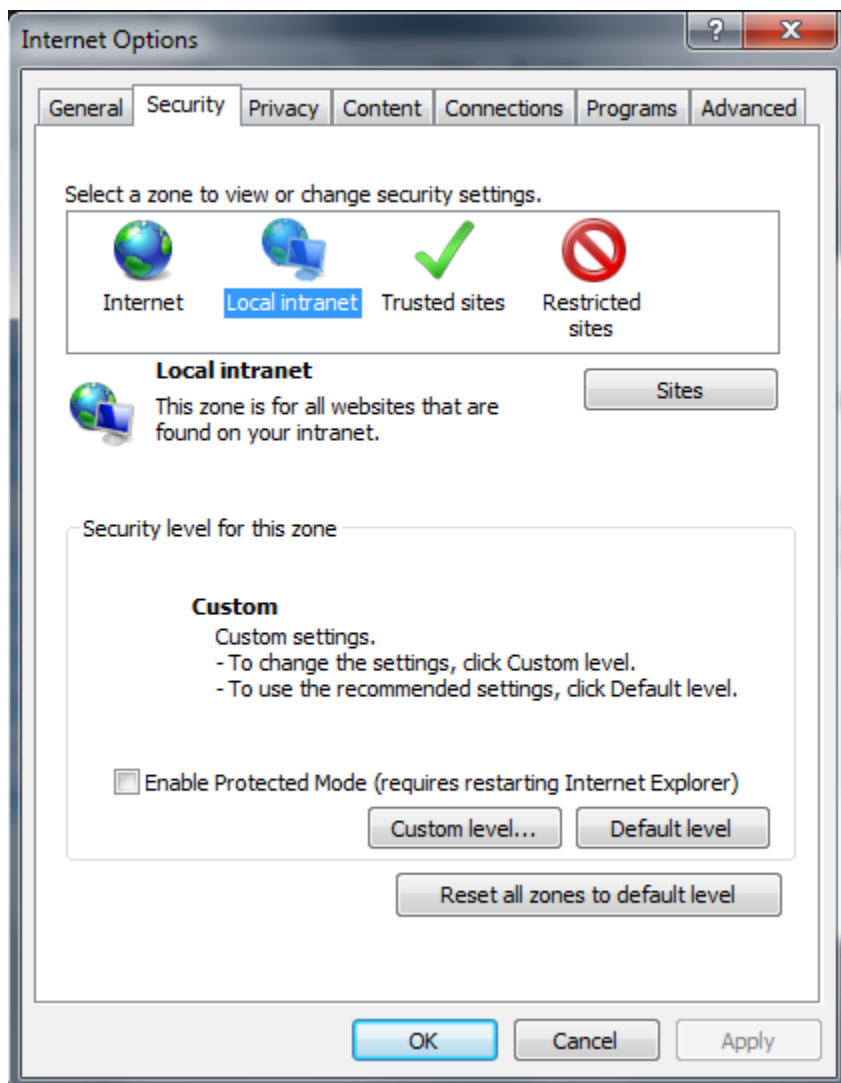 Internet Options
?
X
General Security Privacy Content Connections Programs Advanced
Select a zone to view or change security settings.
Internet Local intranet Trusted sites Restricted
sites
Local intranet
Sites
This zone is for all websites that are
found on your intranet.
Security level for this zone
Custom
Custom settings.
- To change the settings, click Custom level.
- To use the recommended settings, click Default level.
Enable Protected Mode (requires restarting Internet Explorer)
Custom level... Default level
Reset all zones to default level
OK Cancel Apply